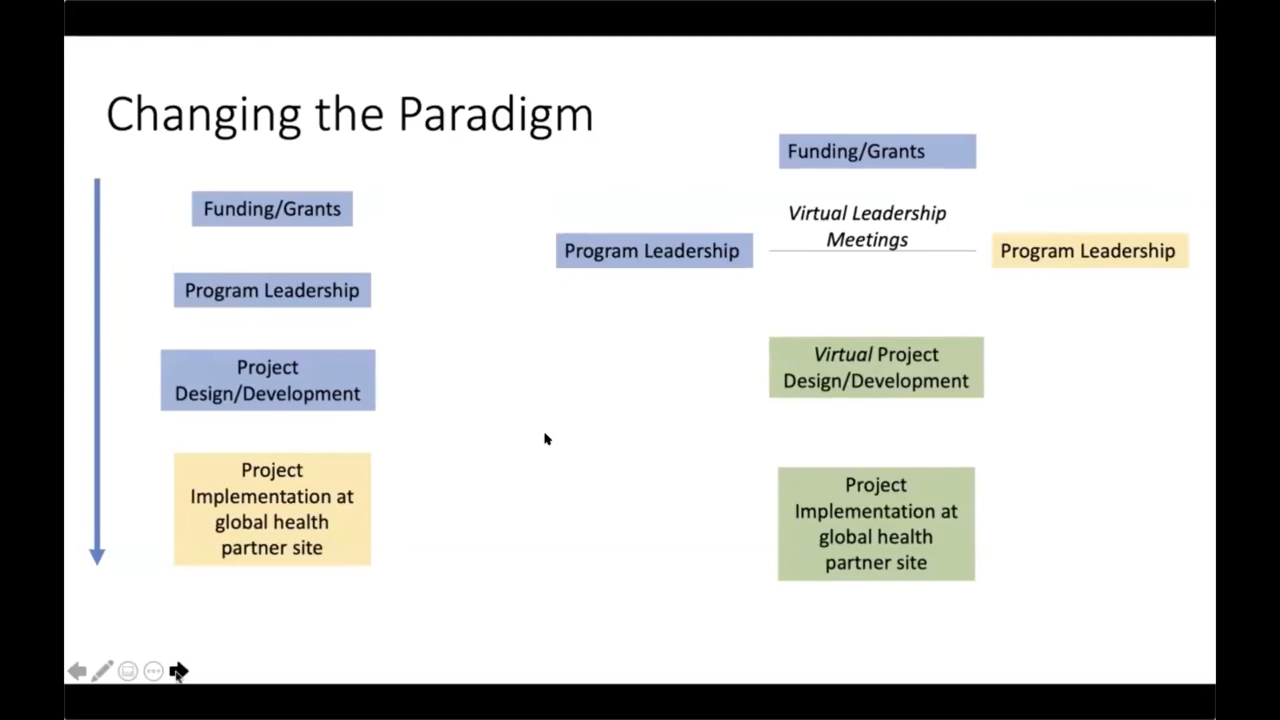 Changing the Paradigm
Funding/Grants
Program Leadership
Project
Design/Development
Project
Implementation at
global health
partner site
Funding/Grants
Virtual Leadership
Meetings
Program Leadership
Program Leadership
Virtual Project
Design/Development
Project
Implementation at
global health
partner site